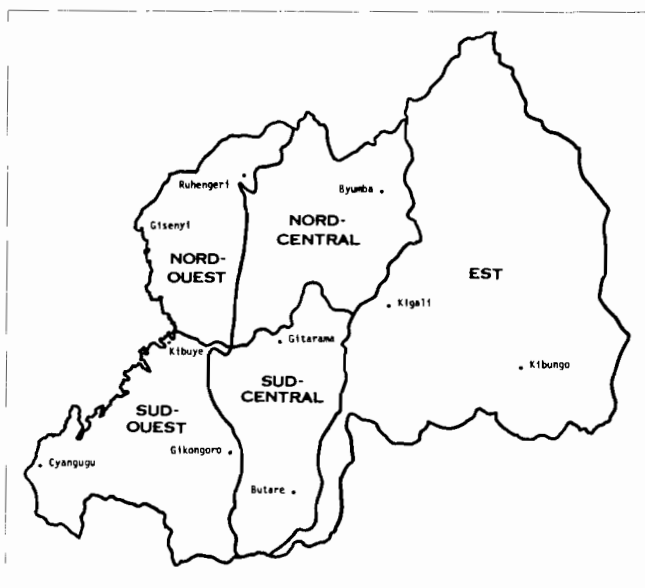 Ruhengeri
Byumba
Gisenyi
NORD-
CENTRAL
NORD-
OUEST
EST
Kigali
Gitarama
Kibuye
Kibungo
SUD-
CENTRAL
SUD-
OUEST
Gikongoro
Cyangugu
Butare